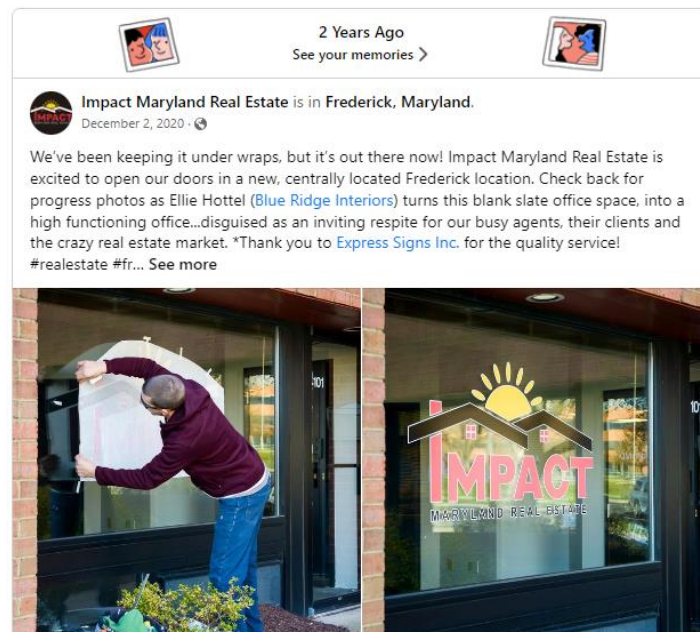 2 Years Ago
See your memories
Impact Maryland Real Estate is in Frederick, Maryland.
December 2, 2020 ·
We've been keeping it under wraps, but it's out there now! Impact Maryland Real Estate is
excited to open our doors in a new, centrally located Frederick location. Check back for
progress photos as Ellie Hottel (Blue Ridge Interiors) turns this blank slate office space, into a
high functioning office...disguised as an inviting respite for our busy agents, their clients and
the crazy real estate market. *Thank you to Express Signs Inc. for the quality service!
#realestate #fr... See more
101
10
IMPACT
MARYLAND REAL ESTATE